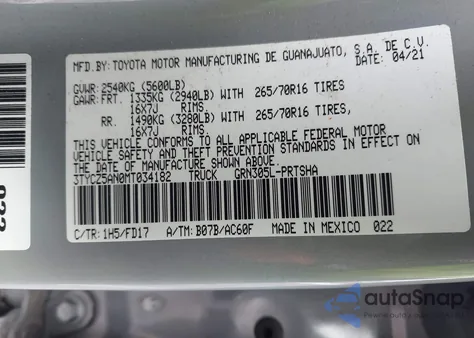 MFD.BY: TOYOTA MOTOR MANUFACTURING DE GUANAJUATO, S.A. DE C.V.
04/21
GVWR: 2540KG (5600LB)
GAWR: FRT. 1335KG (2940LB) WITH 265/70R16 TIRES
16X7J RIMS,
RR. 1490KG (3280LB) WITH 265/70R16 TIRES,
16X7J RIMS.
THIS VEHICLE CONFORMS TO ALL APPLICABLE FEDERAL MOTOR
VEHICLE SAFETY AND THEFT PREVENTION STANDARDS IN EFFECT ON
THE DATE OF MANUFACTURE SHOWN ABOVE.
3TYCZ5AN0MT034182 TRUCK GRN305L-PRTSHA
C/TR: 1H5/FD17 A/TM: B07B/AC60F MADE IN MEXICO 022
autoSnap